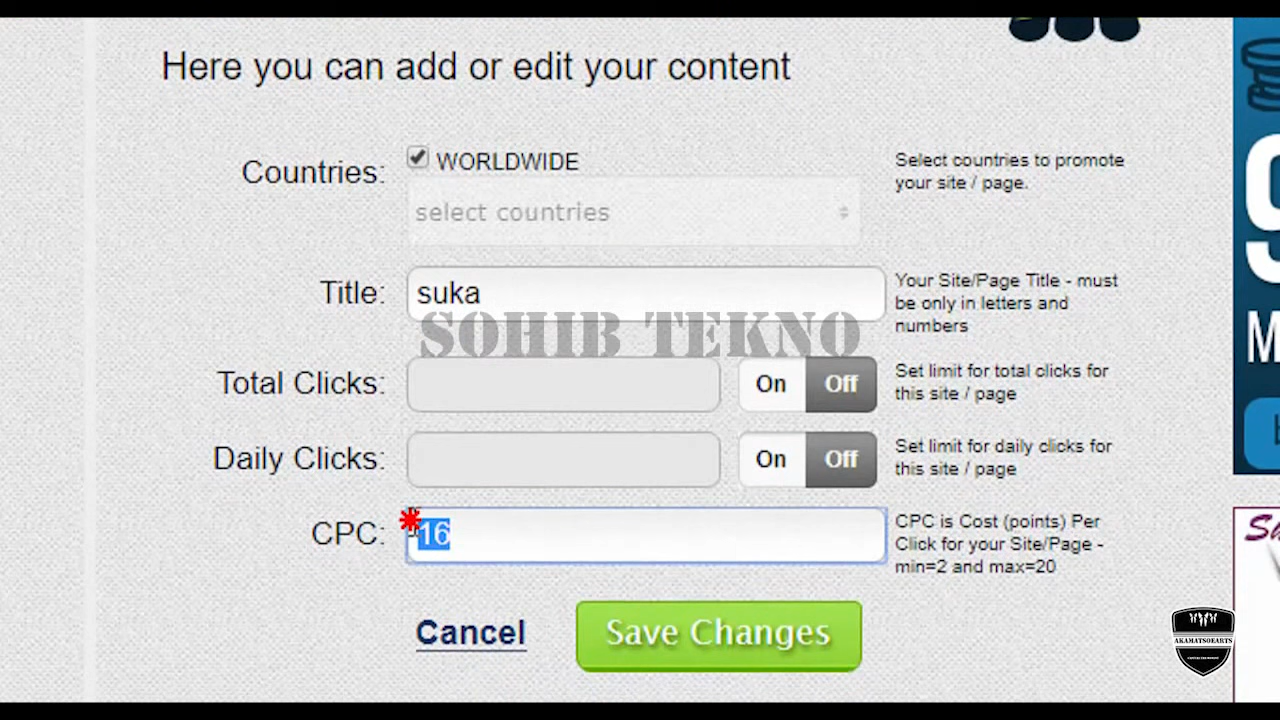 Here you can add or edit your content
Countries:
WORLDWIDE
select countries
Select countries to promote
your site / page.
Title:
suka
Your Site/Page Title - must
be only in letters and
numbers
SOHIB TEKNO
Total Clicks:
On
Off
Set limit for total clicks for
this site / page
Daily Clicks:
On
Off
Set limit for daily clicks for
this site / page
CPC:
16
CPC is Cost (points) Per
Click for your Site/Page -
min=2 and max=20
Cancel
Save Changes
AKAMATSOEARTS